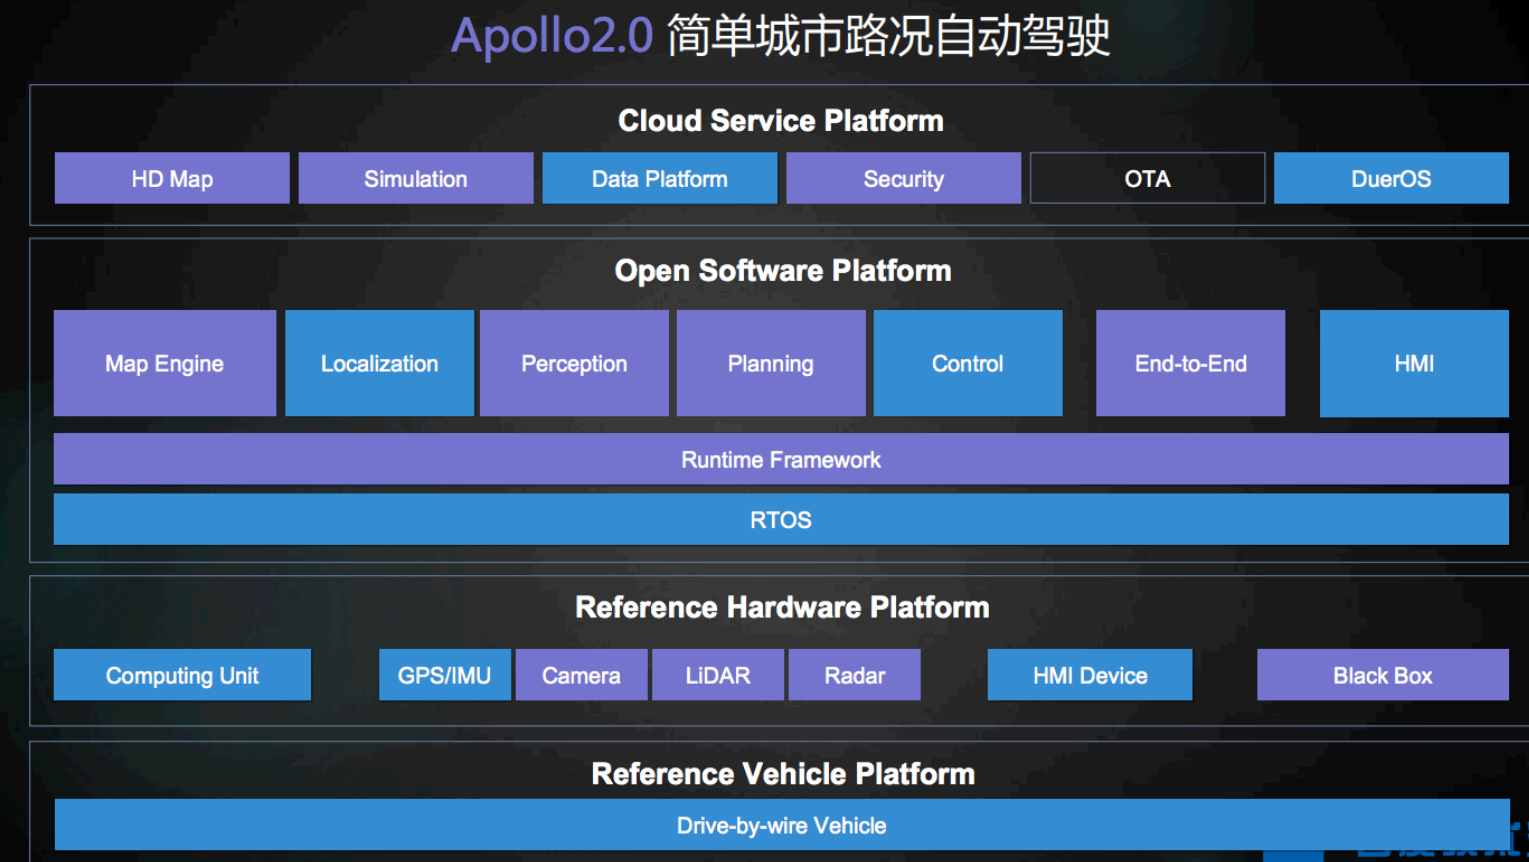 Apollo2.0 简单城市路况自动驾驶
Cloud Service Platform
HD Map
Simulation
Data Platform
Security
OTA
DuerOS
Open Software Platform
Map Engine
Localization
Perception
Planning
Control
End-to-End
HMI
Runtime Framework
RTOS
Reference Hardware Platform
Computing Unit
GPS/IMU
Camera
LiDAR
Radar
HMI Device
Black Box
Reference Vehicle Platform
Drive-by-wire Vehicle